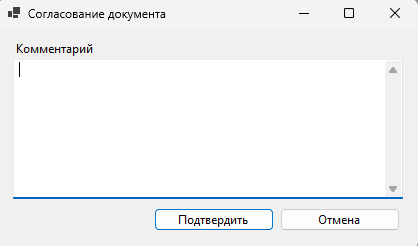 Согласование документа
Комментарий
Подтвердить
Отмена